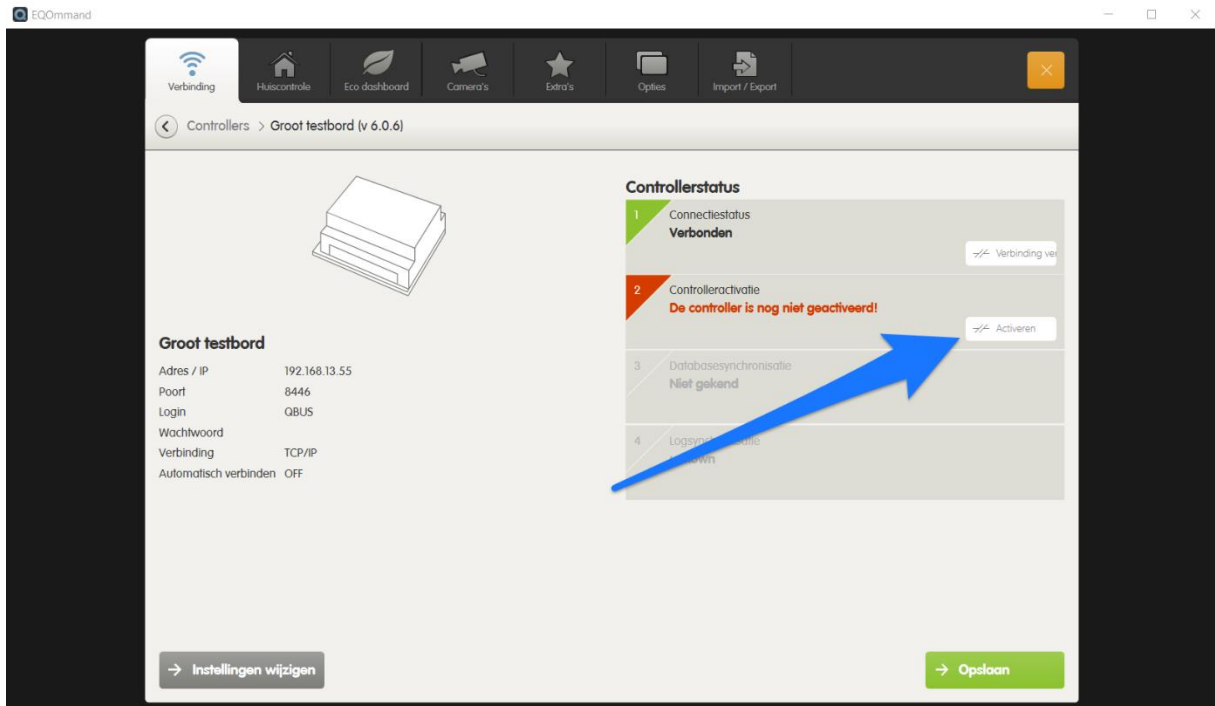 EQOmmand
Verbinding
Huiscontrole
Eco dashboard
Camera's
Extra's
Opties
Import / Export
Controllers > Groot testbord (v 6.0.6)
Controllerstatus
1
Connectiestatus
Verbonden
Verbinding ver
2
Controlleractivatie
De controller is nog niet geactiveerd!
Activeren
3
Databasesynchronisatie
Niet gekend
4
Groot testbord
Adres / IP 192.168.13.55
Poort 8446
Login QBUS
Wachtwoord
Verbinding TCP/IP
Automatisch verbinden OFF
Instellingen wijzigen
Opslaan